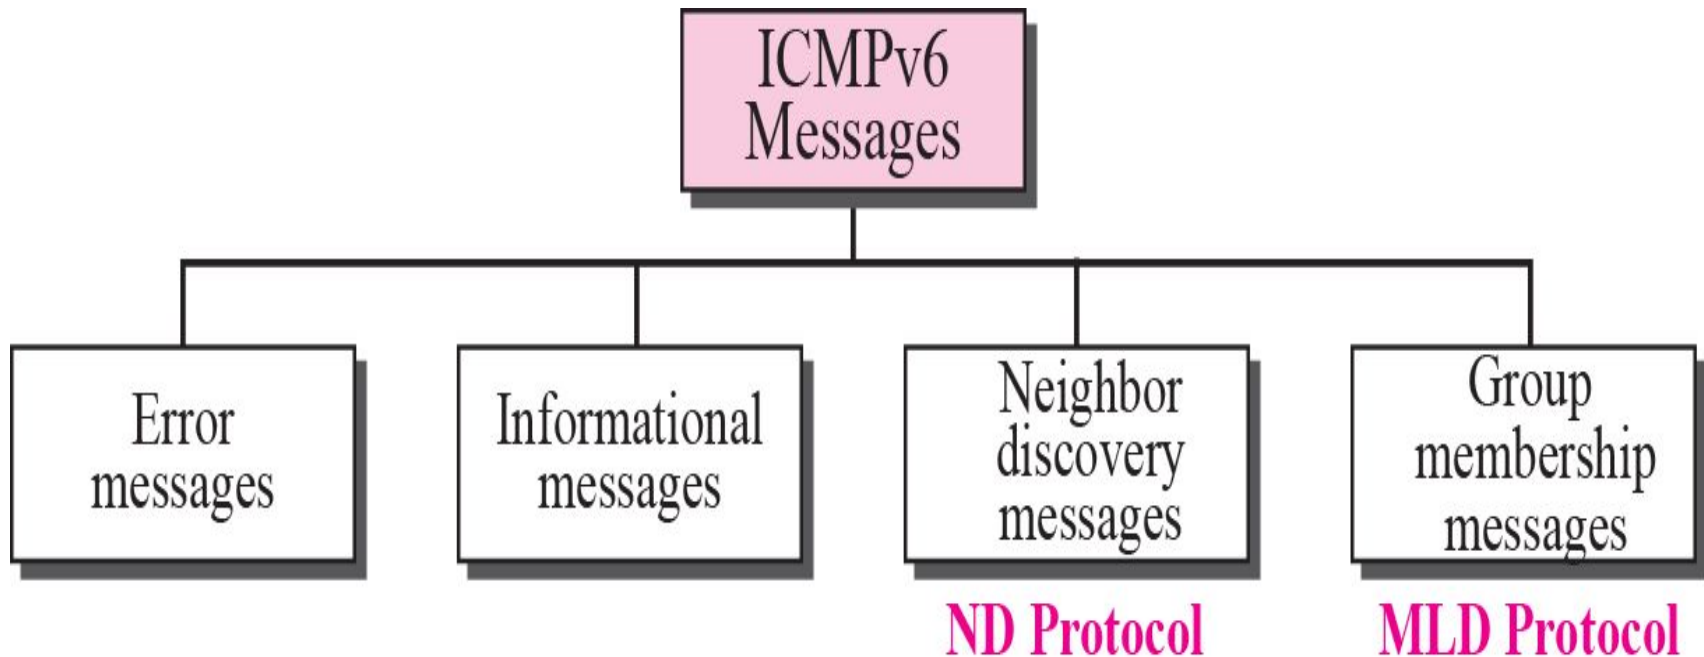 ICMPv6
Messages
Error
messages
Informational
messages
Neighbor
discovery
messages
Group
membership
messages
ND Protocol
MLD Protocol